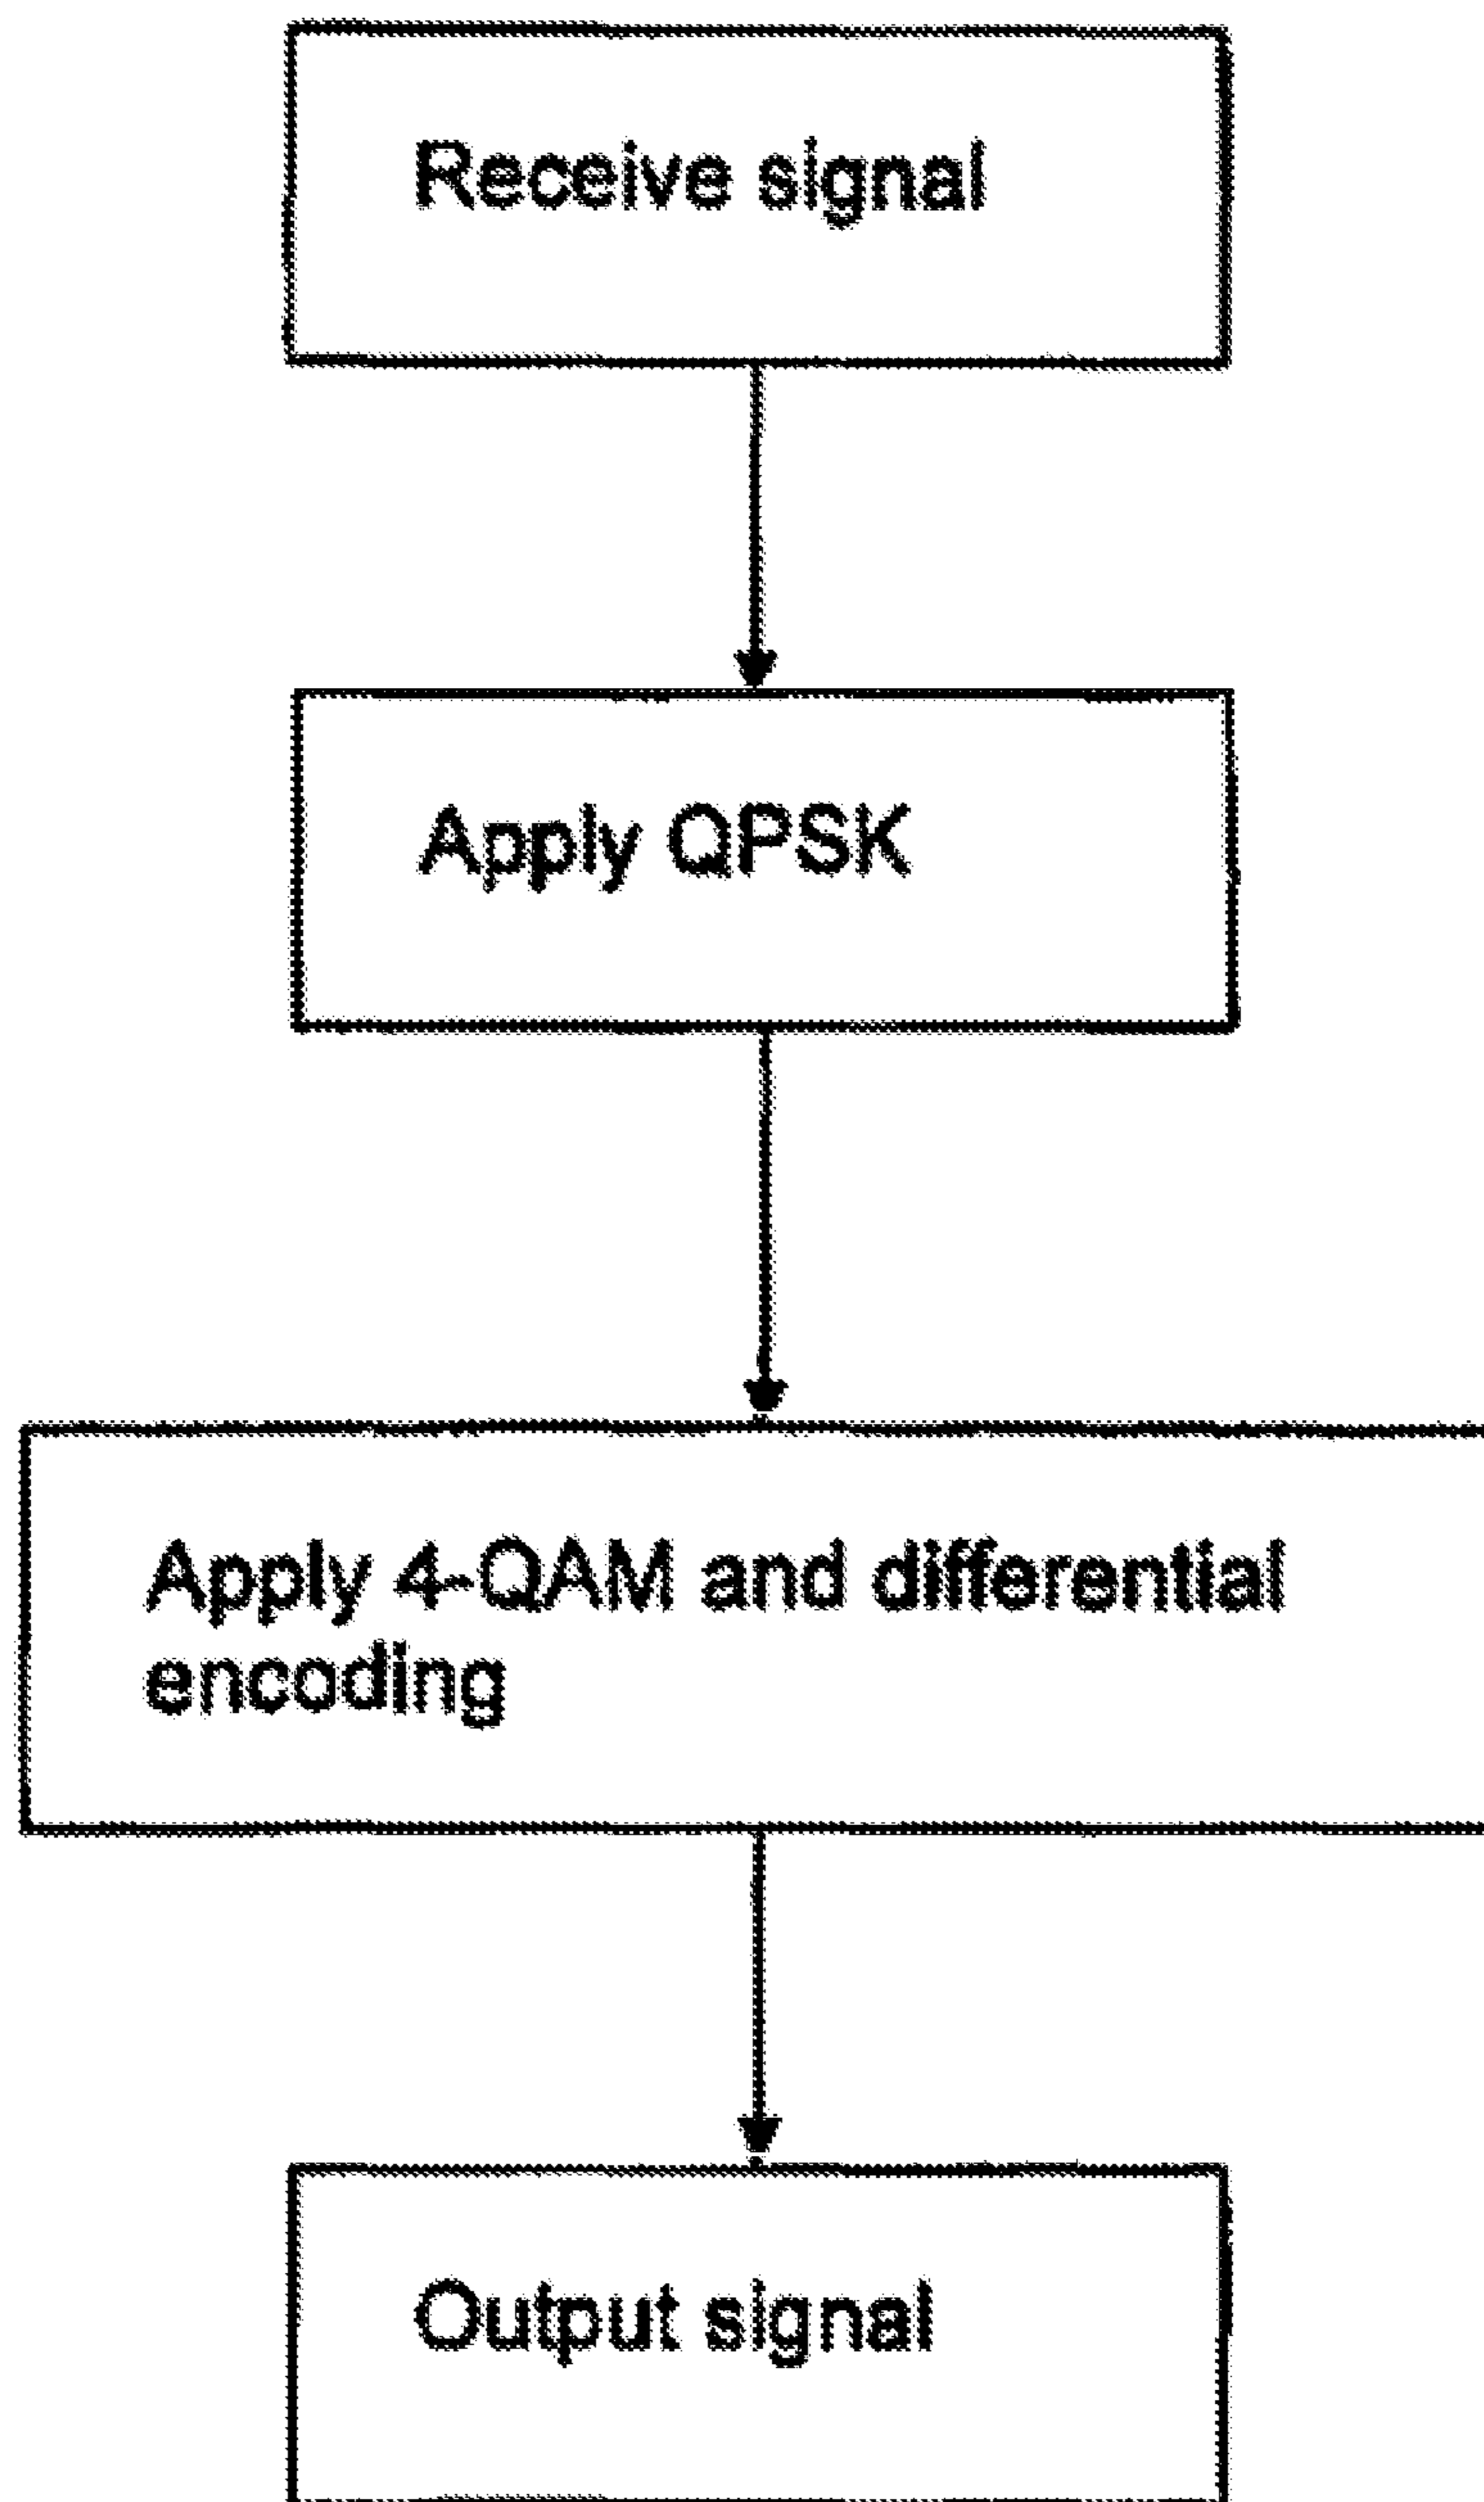 Receive signal
Apply QPSK
Apply 4-QAM and differential
encoding
Output signal